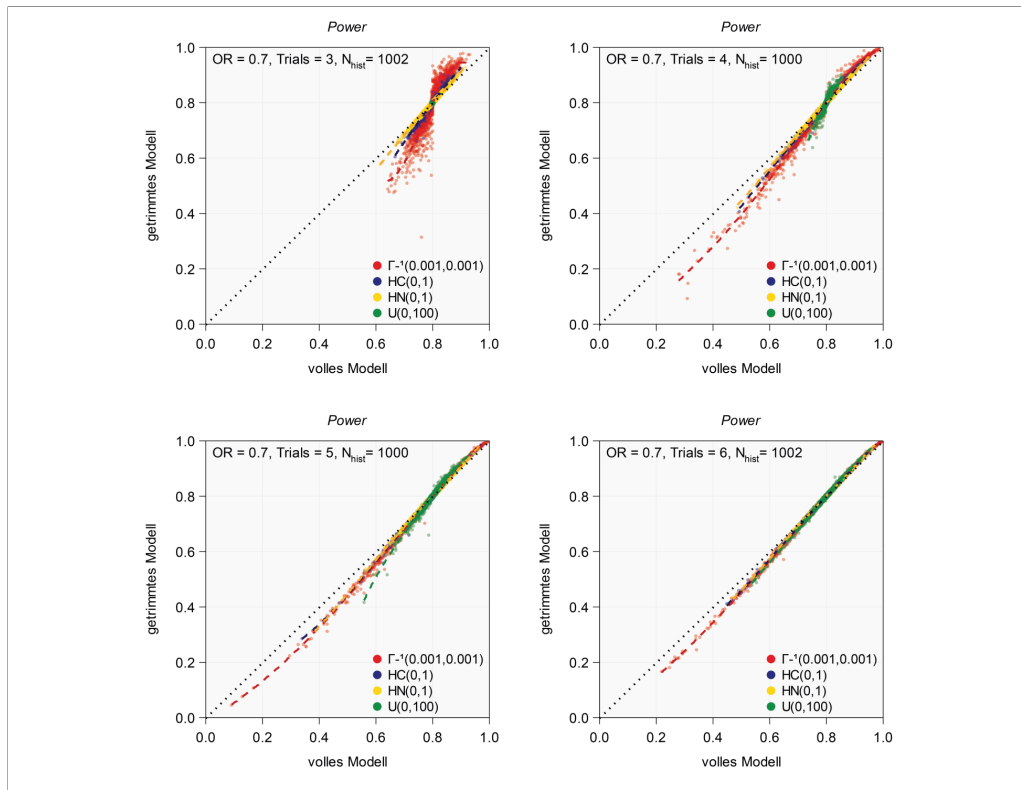 Power
OR = 0.7, Trials = 3, Nhist= 1002
1.0
0.8
0.6
0.4
0.2
0.0
getrimmtes Modell
Γ-¹(0.001,0.001)
HC(0,1)
HN(0,1)
U(0,100)
0.0 0.2 0.4 0.6 0.8 1.0
volles Modell
Power
OR = 0.7, Trials = 4, Nhist= 1000
1.0
0.8
0.6
0.4
0.2
0.0
getrimmtes Modell
Γ-¹(0.001,0.001)
HC(0,1)
HN(0,1)
U(0,100)
0.0 0.2 0.4 0.6 0.8 1.0
volles Modell
Power
OR = 0.7, Trials = 5, Nhist= 1000
1.0
0.8
0.6
0.4
0.2
0.0
getrimmtes Modell
Γ-¹(0.001,0.001)
HC(0,1)
HN(0,1)
U(0,100)
0.0 0.2 0.4 0.6 0.8 1.0
volles Modell
Power
OR = 0.7, Trials = 6, Nhist= 1002
1.0
0.8
0.6
0.4
0.2
0.0
getrimmtes Modell
Γ-¹(0.001,0.001)
HC(0,1)
HN(0,1)
U(0,100)
0.0 0.2 0.4 0.6 0.8 1.0
volles Modell